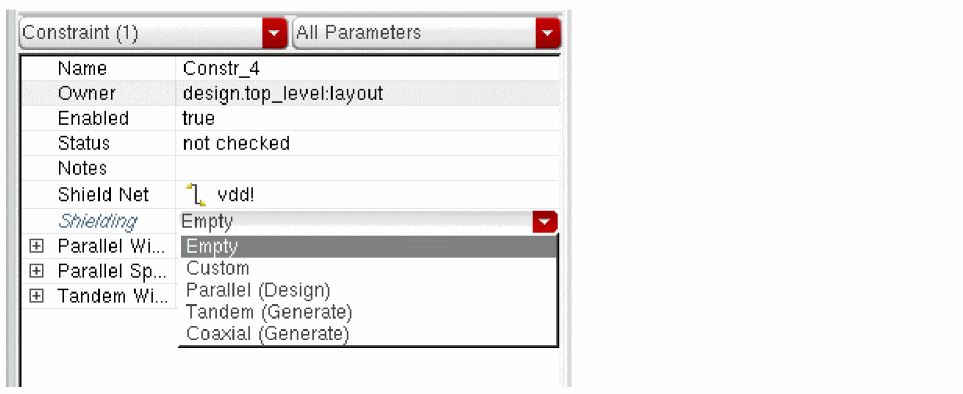 Constraint (1) All Parameters
Name Constr_4
Owner design.top_level:layout
Enabled true
Status not checked
Notes
Shield Net vdd!
Shielding Empty
Parallel Wi... Empty
Parallel Sp... Custom
Parallel (Design)
Tandem Wi... Tandem (Generate)
Coaxial (Generate)